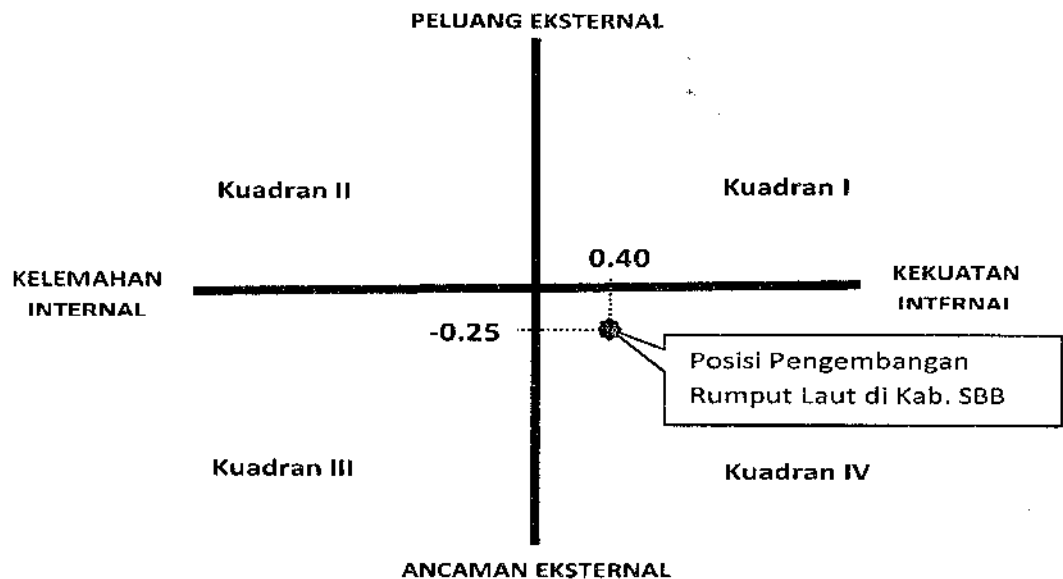 PELUANG EKSTERNAL
Kuadran II
Kuadran I
0.40
KELEMAHAN
INTERNAL
KEKUATAN
INTERNAL
-0.25
Posisi Pengembangan
Rumput Laut di Kab. SBB
Kuadran III
Kuadran IV
ANCAMAN EKSTERNAL